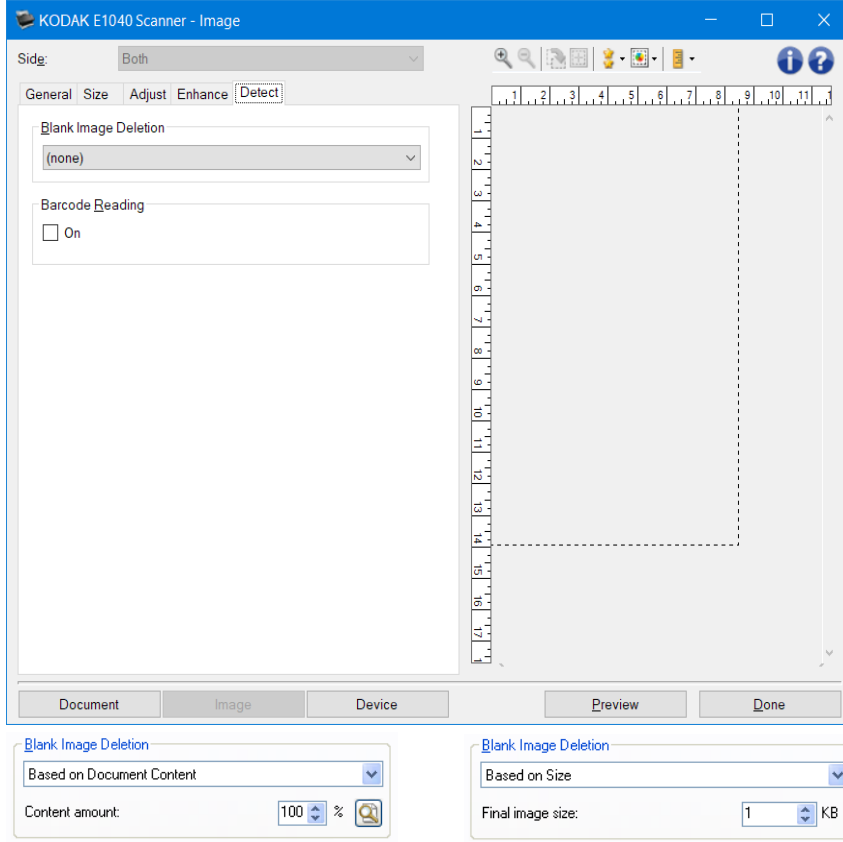 KODAK E1040 Scanner - Image
Side: Both
General Size Adjust Enhance Detect
Blank Image Deletion
(none)
Barcode Reading
On
1 2 3 4 5 6 7 8 9 10 11 1
1
2
3
4
5
6
7
8
9
10
11
12
13
14
15
16
17
1
Document Image Device Preview Done
Blank Image Deletion
Based on Document Content
Content amount: 100 %
Blank Image Deletion
Based on Size
Final image size: 1 KB